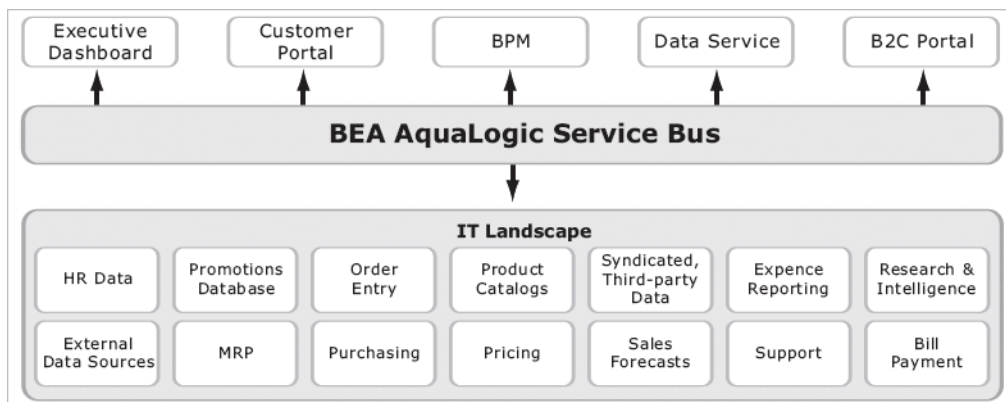 Executive
Dashboard
Customer
Portal
BPM
Data Service
B2C Portal
BEA AquaLogic Service Bus
IT Landscape
HR Data
Promotions
Database
Order
Entry
Product
Catalogs
Syndicated,
Third-party
Data
Expence
Reporting
Research &
Intelligence
External
Data Sources
MRP
Purchasing
Pricing
Sales
Forecasts
Support
Bill
Payment